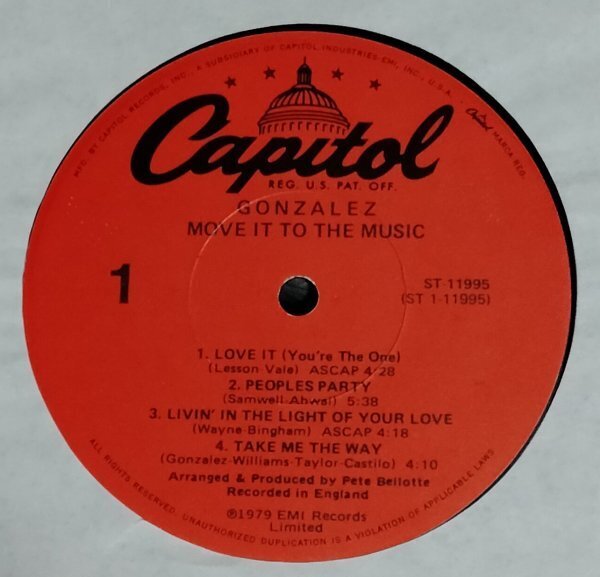 MFD. BY CAPITOL RECORDS, INC., A SUBSIDIARY OF CAPITOL INDUSTRIES-EMI, INC., U.S.A.
Capitol MARCA REG.
Capitol
REG. U.S. PAT. OFF.
GONZALEZ
MOVE IT TO THE MUSIC
1
ST-11995
(ST 1-11995)
1. LOVE IT (You're The One)
(Lesson-Vale) ASCAP 4:28
2. PEOPLES PARTY
(Samwell-Ahwai) 5:38
3. LIVIN' IN THE LIGHT OF YOUR LOVE
(Wayne-Bingham) ASCAP 4:18
4. TAKE ME THE WAY
(Gonzalez-Williams-Taylor-Castilo) 4:10
Arranged & Produced by Pete Bellotte
Recorded in England
℗1979 EMI Records
Limited
ALL RIGHTS RESERVED. UNAUTHORIZED DUPLICATION IS A VIOLATION OF APPLICABLE LAWS